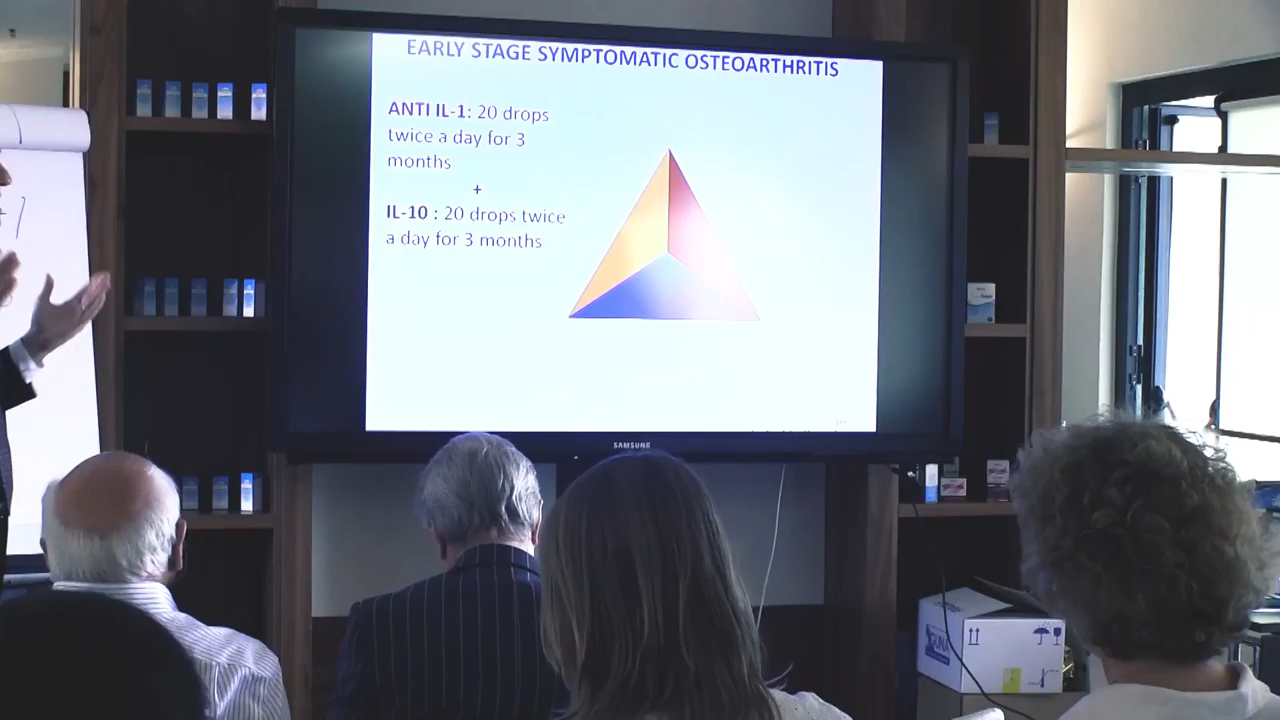 EARLY STAGE SYMPTOMATIC OSTEOARTHRITIS
ANTI IL-1: 20 drops
twice a day for 3
months
+
IL-10 : 20 drops twice
a day for 3 months
SAMSUNG
GUNA